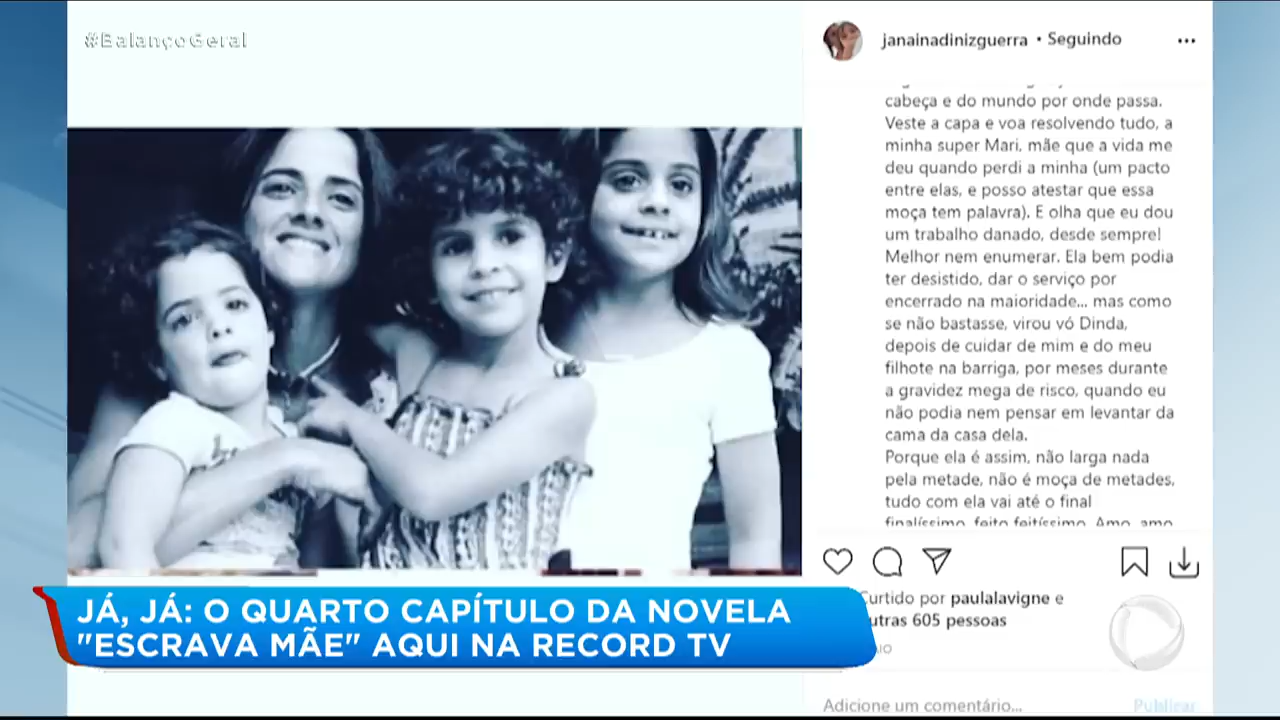 #BalançoGeral
janainadinizguerra • Seguindo
cabeça e do mundo por onde passa.
Veste a capa e voa resolvendo tudo, a
minha super Mari, mãe que a vida me
deu quando perdi a minha (um pacto
entre elas, e posso atestar que essa
moça tem palavra). E olha que eu dou
um trabalho danado, desde sempre!
Melhor nem enumerar. Ela bem podia
ter desistido, dar o serviço por
encerrado na maioridade... mas como
se não bastasse, virou vó Dinda,
depois de cuidar de mim e do meu
filhote na barriga, por meses durante
a gravidez mega de risco, quando eu
não podia nem pensar em levantar da
cama da casa dela.
Porque ela é assim, não larga nada
pela metade, não é moça de metades,
tudo com ela vai até o final
finalíssimo, feito feitíssimo. Amo, amo
Curtido por paulalavigne e
utras 605 pessoas
Adicione um comentário...
Publicar
JÁ, JÁ: O QUARTO CAPÍTULO DA NOVELA
"ESCRAVA MÃE" AQUI NA RECORD TV